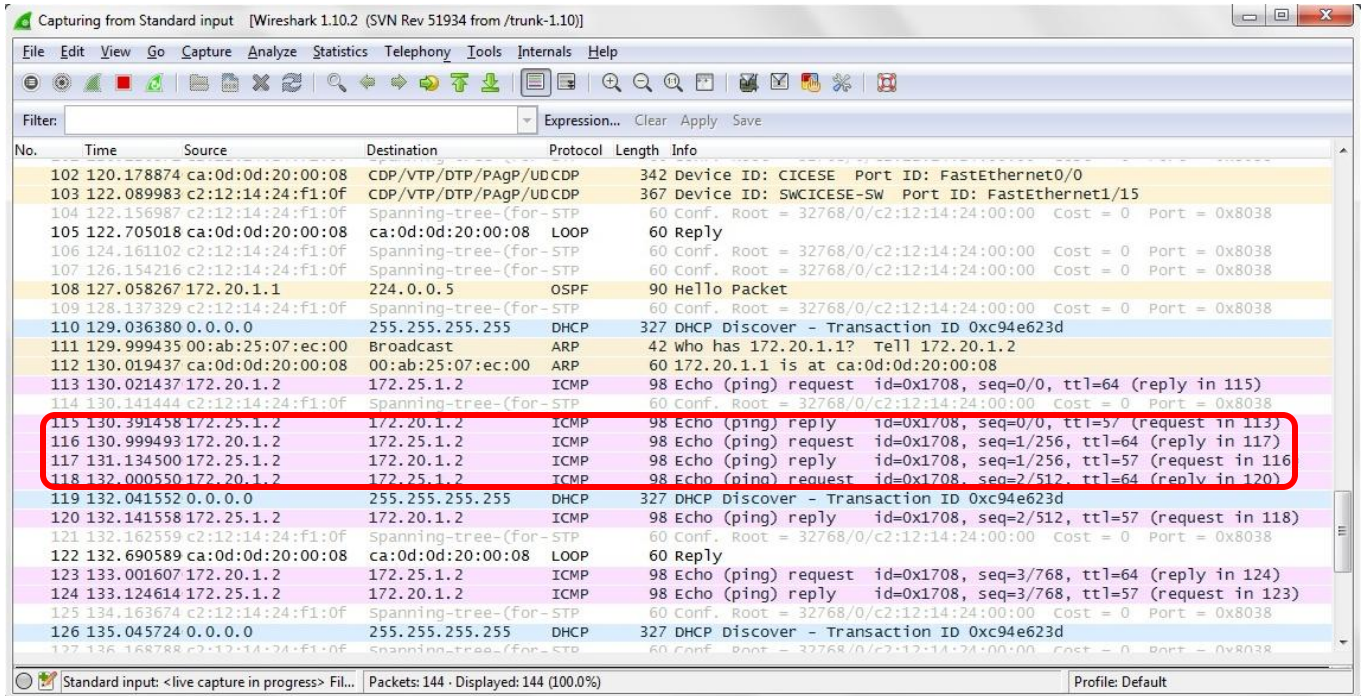 Capturing from Standard input [Wireshark 1.10.2 (SVN Rev 51934 from /trunk-1.10)]
File Edit View Go Capture Analyze Statistics Telephony Tools Internals Help
Filter: Expression... Clear Apply Save
No. Time Source Destination Protocol Length Info
102 120.178874 ca:0d:0d:20:00:08 CDP/VTP/DTP/PAgP/UDCDP 342 Device ID: CICESE Port ID: FastEthernet0/0
103 122.089983 c2:12:14:24:f1:0f CDP/VTP/DTP/PAgP/UDCDP 367 Device ID: SWCICESE-SW Port ID: FastEthernet1/15
104 122.156987 c2:12:14:24:f1:0f Spanning-tree-(for-STP 60 Conf. Root = 32768/0/c2:12:14:24:00:00 Cost = 0 Port = 0x8038
105 122.705018 ca:0d:0d:20:00:08 ca:0d:0d:20:00:08 LOOP 60 Reply
106 124.161102 c2:12:14:24:f1:0f Spanning-tree-(for-STP 60 Conf. Root = 32768/0/c2:12:14:24:00:00 Cost = 0 Port = 0x8038
107 126.154216 c2:12:14:24:f1:0f Spanning-tree-(for-STP 60 Conf. Root = 32768/0/c2:12:14:24:00:00 Cost = 0 Port = 0x8038
108 127.058267 172.20.1.1 224.0.0.5 OSPF 90 Hello Packet
109 128.137329 c2:12:14:24:f1:0f Spanning-tree-(for-STP 60 Conf. Root = 32768/0/c2:12:14:24:00:00 Cost = 0 Port = 0x8038
110 129.036380 0.0.0.0 255.255.255.255 DHCP 327 DHCP Discover - Transaction ID 0xc94e623d
111 129.999435 00:ab:25:07:ec:00 Broadcast ARP 42 Who has 172.20.1.1? Tell 172.20.1.2
112 130.019437 ca:0d:0d:20:00:08 00:ab:25:07:ec:00 ARP 60 172.20.1.1 is at ca:0d:0d:20:00:08
113 130.021437 172.20.1.2 172.25.1.2 ICMP 98 Echo (ping) request id=0x1708, seq=0/0, ttl=64 (reply in 115)
114 130.141444 c2:12:14:24:f1:0f Spanning-tree-(for-STP 60 Conf. Root = 32768/0/c2:12:14:24:00:00 Cost = 0 Port = 0x8038
115 130.391458 172.25.1.2 172.20.1.2 ICMP 98 Echo (ping) reply id=0x1708, seq=0/0, ttl=57 (request in 113)
116 130.999493 172.20.1.2 172.25.1.2 ICMP 98 Echo (ping) request id=0x1708, seq=1/256, ttl=64 (reply in 117)
117 131.134500 172.25.1.2 172.20.1.2 ICMP 98 Echo (ping) reply id=0x1708, seq=1/256, ttl=57 (request in 116
118 132.000550 172.20.1.2 172.25.1.2 ICMP 98 Echo (ping) request id=0x1708, seq=2/512, ttl=64 (reply in 120)
119 132.041552 0.0.0.0 255.255.255.255 DHCP 327 DHCP Discover - Transaction ID 0xc94e623d
120 132.141558 172.25.1.2 172.20.1.2 ICMP 98 Echo (ping) reply id=0x1708, seq=2/512, ttl=57 (request in 118)
121 132.162559 c2:12:14:24:f1:0f Spanning-tree-(for-STP 60 Conf. Root = 32768/0/c2:12:14:24:00:00 Cost = 0 Port = 0x8038
122 132.690589 ca:0d:0d:20:00:08 ca:0d:0d:20:00:08 LOOP 60 Reply
123 133.001607 172.20.1.2 172.25.1.2 ICMP 98 Echo (ping) request id=0x1708, seq=3/768, ttl=64 (reply in 124)
124 133.124614 172.25.1.2 172.20.1.2 ICMP 98 Echo (ping) reply id=0x1708, seq=3/768, ttl=57 (request in 123)
125 134.163674 c2:12:14:24:f1:0f Spanning-tree-(for-STP 60 Conf. Root = 32768/0/c2:12:14:24:00:00 Cost = 0 Port = 0x8038
126 135.045724 0.0.0.0 255.255.255.255 DHCP 327 DHCP Discover - Transaction ID 0xc94e623d
127 136.168788 c2:12:14:24:f1:0f Spanning-tree-(for-STP 60 Conf. Root = 32768/0/c2:12:14:24:00:00 Cost = 0 Port = 0x8038
Standard input: <live capture in progress> Fil... Packets: 144 · Displayed: 144 (100.0%) Profile: Default